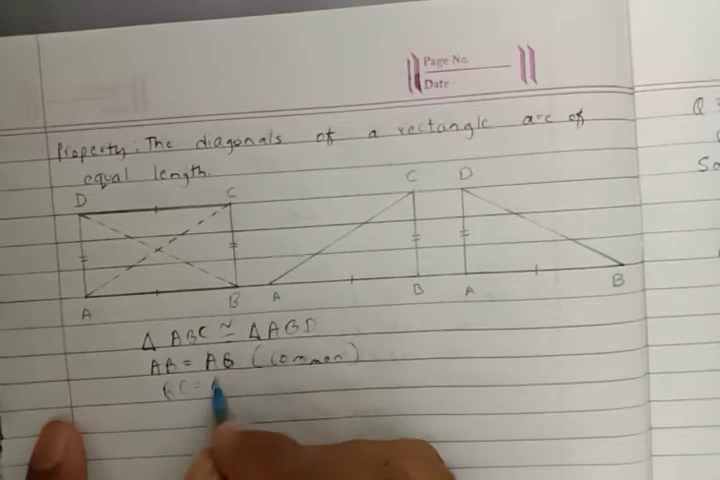 Page No
Date
Property: The diagonals of a rectangle are of
equal length.
D C C D
A B A B A B
Δ ABC ≅ Δ ABD
AB = AB (common)
BC = A
Q